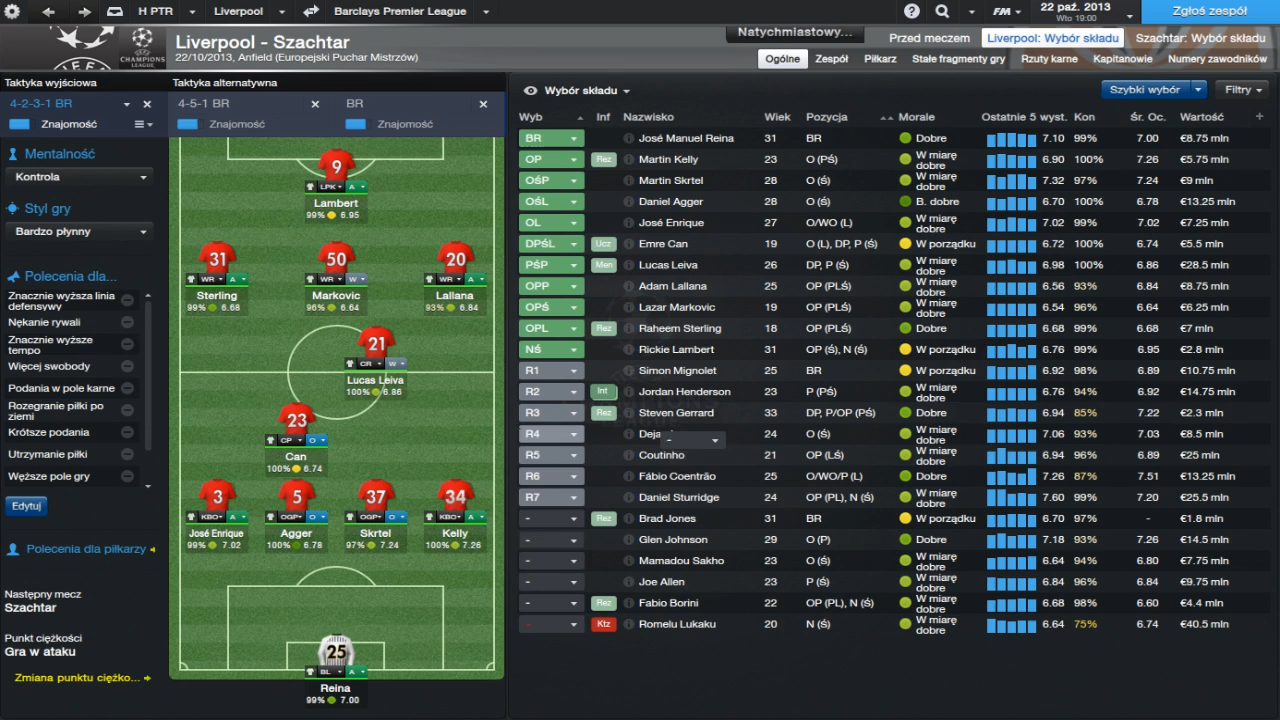 H PTR Liverpool Barclays Premier League FM 22 paź. 2013 Wto 19:00 Zgłoś zespół
CHAMPIONS LEAGUE
Liverpool - Szachtar
22/10/2013, Anfield (Europejski Puchar Mistrzów)
Natychmiastowy... Przed meczem Liverpool: Wybór składu Szachtar: Wybór składu
Ogólne Zespół Piłkarz Stałe fragmenty gry Rzuty karne Kapitanowie Numery zawodników
Taktyka wyjściowa Taktyka alternatywna
4-2-3-1 BR 4-5-1 BR BR
Znajomość Znajomość Znajomość
Mentalność
Kontrola
Styl gry
Bardzo płynny
Polecenia dla...
Znacznie wyższa linia defensywy
Nękanie rywali
Znacznie wyższe tempo
Więcej swobody
Podania w pole karne
Rozegranie piłki po ziemi
Krótsze podania
Utrzymanie piłki
Węższe pole gry
Edytuj
Polecenia dla piłkarzy
Następny mecz
Szachtar
Punkt ciężkości
Gra w ataku
Zmiana punktu ciężko...
9
LPK A
Lambert
99% 6.95
31 50 20
WR A WR W WR A
Sterling Markovic Lallana
99% 6.68 96% 6.64 93% 6.84
21
CR W
Lucas Leiva
100% 6.86
23
CP O
Can
100% 6.74
3 5 37 34
KBO A OGP O OGP O KBO A
José Enrique Agger Skrtel Kelly
99% 7.02 100% 6.78 97% 7.24 100% 7.26
25
BL A
Reina
99% 7.00
Wybór składu Szybki wybór Filtry
Wyb Inf Nazwisko Wiek Pozycja Morale Ostatnie 5 wyst. Kon Śr. Oc. Wartość +
BR José Manuel Reina 31 BR Dobre 7.10 99% 7.00 €8.75 mln
OP Rez Martin Kelly 23 O (PŚ) W miarę dobre 6.90 100% 7.26 €5.75 mln
OŚP Martin Skrtel 28 O (Ś) W miarę dobre 7.32 97% 7.24 €9 mln
OŚL Daniel Agger 28 O (Ś) B. dobre 6.70 100% 6.78 €13.25 mln
OL José Enrique 27 O/WO (L) W miarę dobre 7.02 99% 7.02 €7.25 mln
DPŚL Ucz Emre Can 19 O (L), DP, P (Ś) W porządku 6.72 100% 6.74 €5.5 mln
PŚP Men Lucas Leiva 26 DP, P (Ś) W miarę dobre 6.98 100% 6.86 €28.5 mln
OPP Adam Lallana 25 OP (PLŚ) W miarę dobre 6.56 93% 6.84 €8.75 mln
OPŚ Lazar Markovic 19 OP (PLŚ) W miarę dobre 6.54 96% 6.64 €6.25 mln
OPL Rez Raheem Sterling 18 OP (PLŚ) Dobre 6.68 99% 6.68 €7 mln
NŚ Rickie Lambert 31 OP (Ś), N (Ś) W porządku 6.76 99% 6.95 €2.8 mln
R1 Simon Mignolet 25 BR W porządku 6.92 98% 6.89 €10.75 mln
R2 Int Jordan Henderson 23 P (PŚ) W miarę dobre 6.76 94% 6.92 €14.75 mln
R3 Rez Steven Gerrard 33 DP, P/OP (PŚ) Dobre 6.94 85% 7.22 €2.3 mln
R4 Deja - 24 O (Ś) W miarę dobre 7.06 93% 7.03 €8.5 mln
R5 Coutinho 21 OP (LŚ) W miarę dobre 6.94 96% 6.89 €25 mln
R6 Fábio Coentrão 25 O/WO/P (L) Dobre 7.26 87% 7.51 €13.25 mln
R7 Daniel Sturridge 24 OP (PL), N (Ś) W miarę dobre 7.60 99% 7.20 €25.5 mln
- Rez Brad Jones 31 BR W porządku 6.70 97% - €1.8 mln
- Glen Johnson 29 O (P) Dobre 7.18 93% 7.26 €14.5 mln
- Mamadou Sakho 23 O (Ś) W miarę dobre 6.64 94% 6.80 €7.75 mln
- Joe Allen 23 P (Ś) W miarę dobre 6.84 96% 6.84 €9.75 mln
- Rez Fabio Borini 22 OP (PL), N (Ś) W miarę dobre 6.68 98% 6.60 €4.4 mln
- Ktz Romelu Lukaku 20 N (Ś) W miarę dobre 6.64 75% 6.74 €40.5 mln